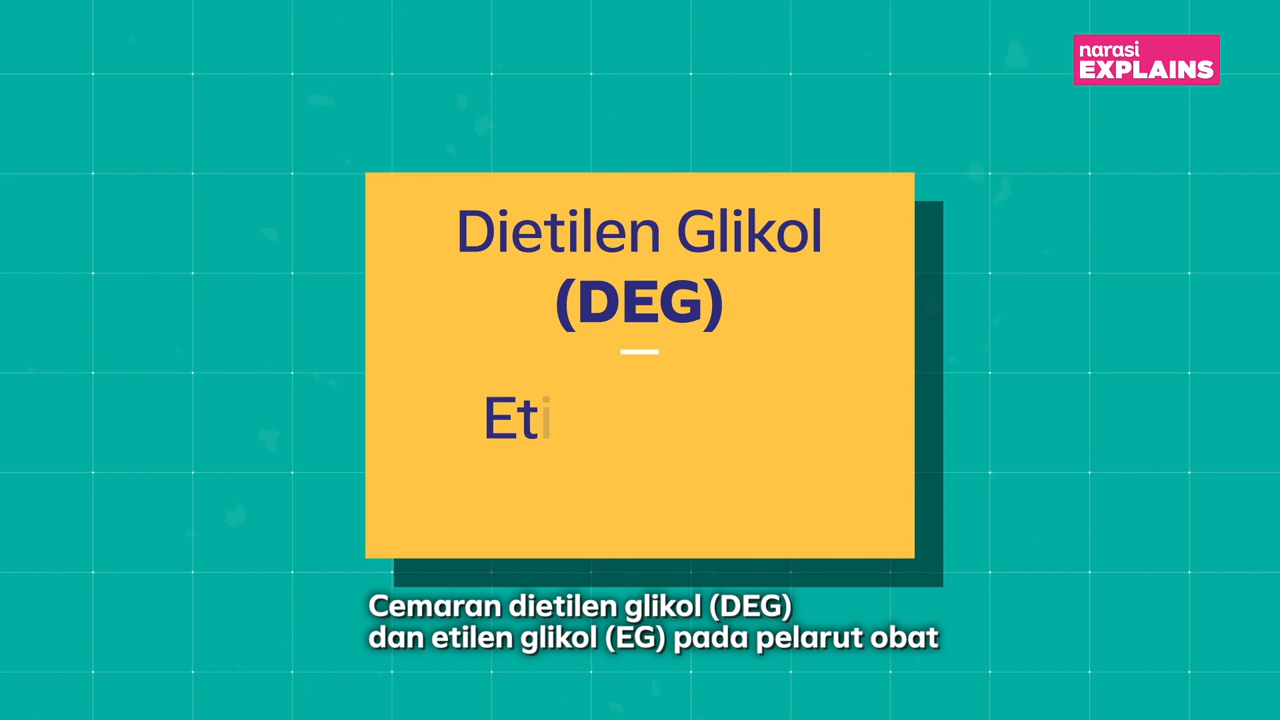 narasi
EXPLAINS
Dietilen Glikol
(DEG)
Eti
Cemaran dietilen glikol (DEG)
dan etilen glikol (EG) pada pelarut obat